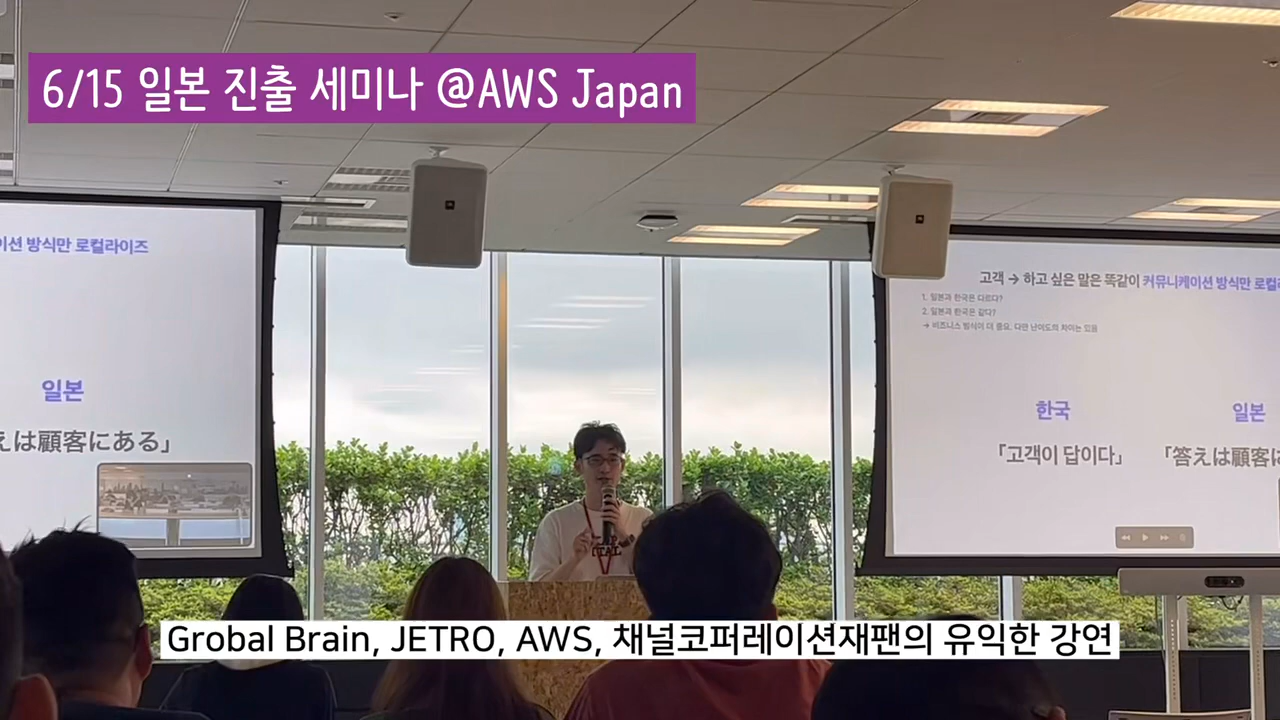 6/15 일본 진출 세미나 @AWS Japan
이션 방식만 로컬라이즈
일본
えは顧客にある」
고객 → 하고 싶은 말은 똑같이 커뮤니케이션 방식만 로컬
1. 일본과 한국은 다르다?
2. 일본과 한국은 같다?
→ 비즈니스 방식이 더 중요. 다만 난이도의 차이는 있음
한국
일본
「고객이 답이다」
「答えは顧客に
Grobal Brain, JETRO, AWS, 채널코퍼레이션재팬의 유익한 강연